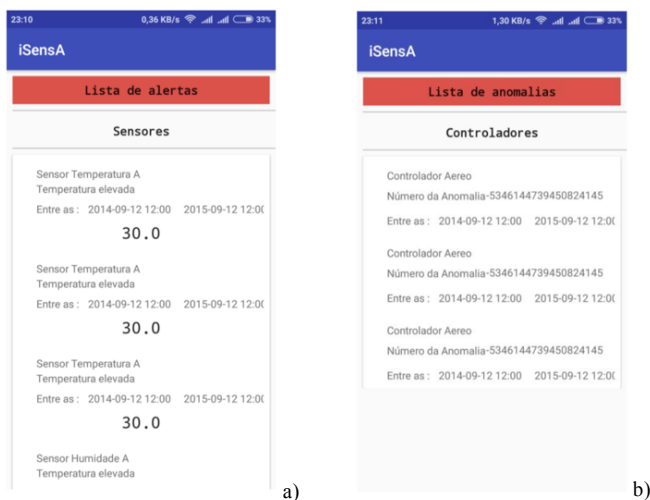 23:10 0,36 KB/s 33%
iSensA
Lista de alertas
Sensores
Sensor Temperatura A
Temperatura elevada
Entre as : 2014-09-12 12:00 2015-09-12 12:0(
30.0
Sensor Temperatura A
Temperatura elevada
Entre as : 2014-09-12 12:00 2015-09-12 12:0(
30.0
Sensor Temperatura A
Temperatura elevada
Entre as : 2014-09-12 12:00 2015-09-12 12:0(
30.0
Sensor Humidade A
Temperatura elevada
a)
23:11 1,30 KB/s 33%
iSensA
Lista de anomalias
Controladores
Controlador Aereo
Número da Anomalia-5346144739450824145
Entre as : 2014-09-12 12:00 2015-09-12 12:0(
Controlador Aereo
Número da Anomalia-5346144739450824145
Entre as : 2014-09-12 12:00 2015-09-12 12:0(
Controlador Aereo
Número da Anomalia-5346144739450824145
Entre as : 2014-09-12 12:00 2015-09-12 12:0(
b)